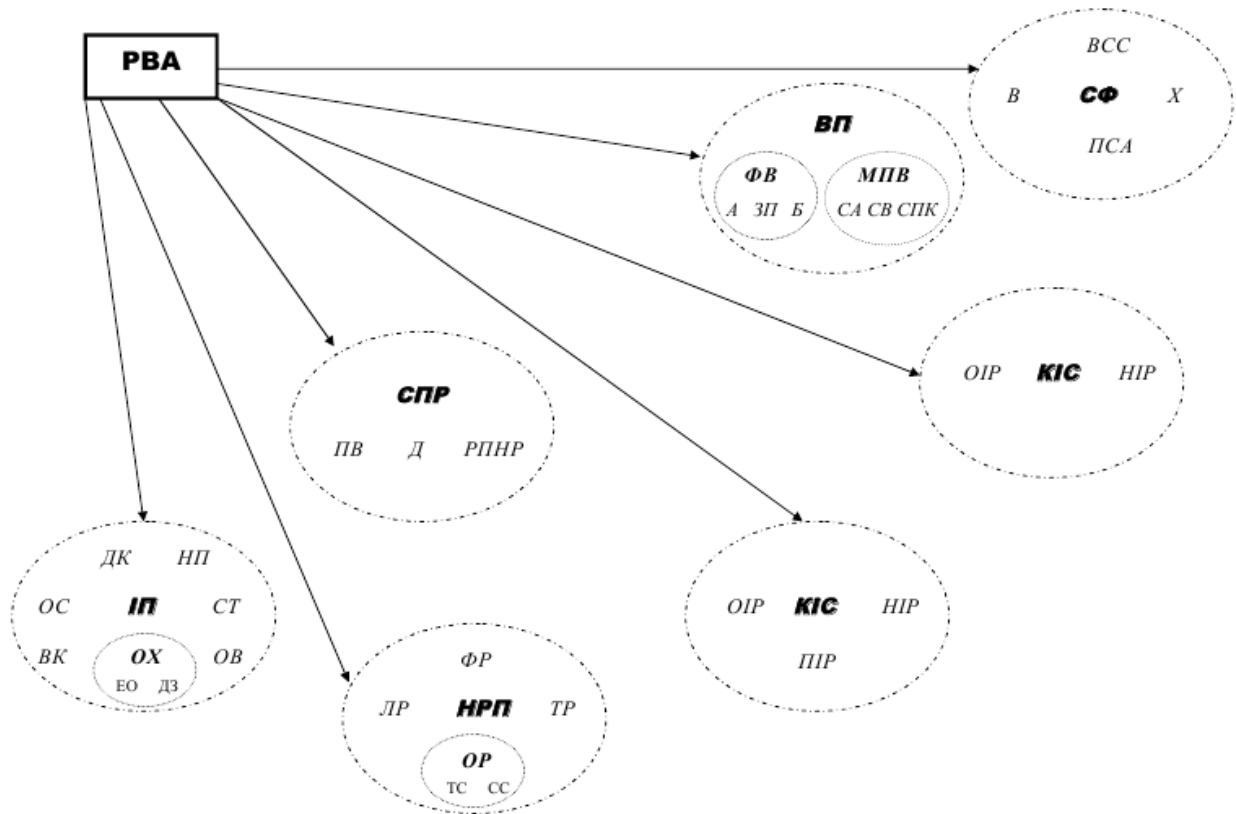 РВА
ВСС
В СФ Х
ПСА
ВП
ФВ МПВ
А ЗП Б СА СВ СПК
ОІР КІС НІР
СПР
ПВ Д РПНР
ДК НП
ОС ІП СТ
ВК ОХ ОВ
ЕО ДЗ
ОІР КІС НІР
ПІР
ФР
ЛР НРП ТР
ОР
ТС СС